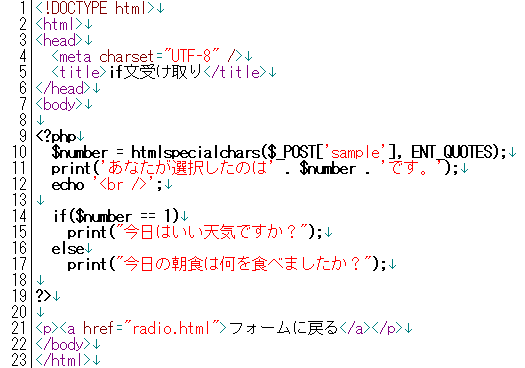 1 <!DOCTYPE html>↓
2 <html>↓
3 <head>↓
4   <meta charset="UTF-8" />↓
5   <title>if文受け取り</title>↓
6 </head>↓
7 <body>↓
8 ↓
9 <?php↓
10   $number = htmlspecialchars($_POST['sample'], ENT_QUOTES);↓
11   print('あなたが選択したのは' . $number . 'です。');↓
12   echo '<br />';↓
13 ↓
14   if($number == 1)↓
15     print("今日はいい天気ですか？");↓
16   else↓
17     print("今日の朝食は何を食べましたか？");↓
18 ↓
19 ?>↓
20 ↓
21 <p><a href="radio.html">フォームに戻る</a></p>↓
22 </body>↓
23 </html>↓